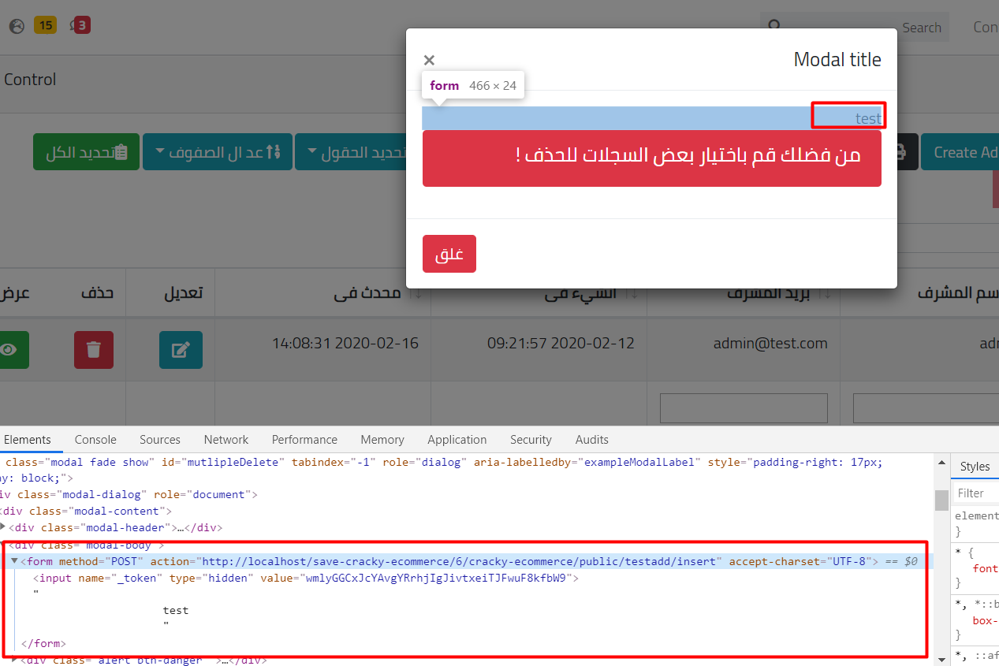 15
3
Search
Con
Modal title
×
Control
form 466 × 24
test
تحديد الكل
عد ال الصفوف
تحديد الحقول
Create Ad
من فضلك قم باختيار بعض السجلات للحذف !
غلق
سم المشرف
بريد المشرف
محدث فى
تعديل
حذف
عرض
adm
admin@test.com
09:21:57 2020-02-12
14:08:31 2020-02-16
Elements Console Sources Network Performance Memory Application Security Audits
class="modal fade show" id="mutlipleDelete" tabindex="-1" role="dialog" aria-labelledby="exampleModalLabel" style="padding-right: 17px;
ay: block;">
iv class="modal-dialog" role="document">
<div class="modal-content">
<div class="modal-header">…</div>
<div class="modal-body">
<form method="POST" action="http://localhost/save-cracky-ecommerce/6/cracky-ecommerce/public/testadd/insert" accept-charset="UTF-8"> == $0
<input name="_token" type="hidden" value="wmlyGGCxJcYAvgYRrhjIgJivtxeiTJFwuF8kfbW9">
"
test
"
</form>
<div class="alert btn-danger">…</div>
Styles
Filter
element
}
* {
font
}
*, *::b
box-
}
*, ::af